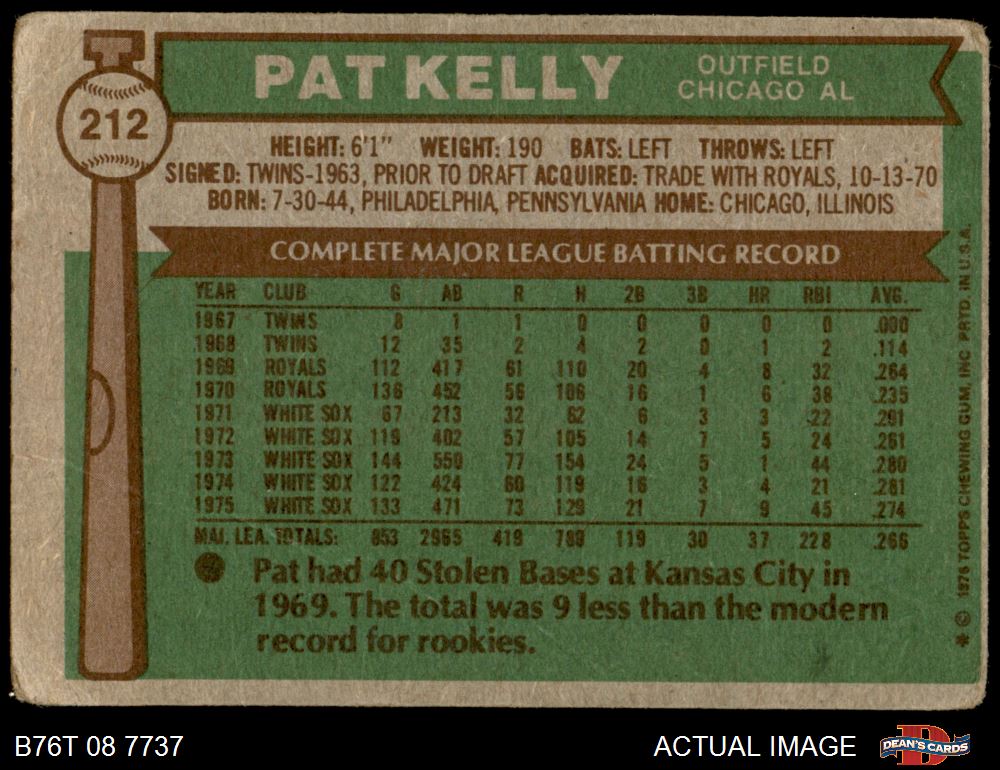 212
PAT KELLY
OUTFIELD
CHICAGO AL
HEIGHT: 6'1" WEIGHT: 190 BATS: LEFT THROWS: LEFT
SIGNED: TWINS-1963, PRIOR TO DRAFT ACQUIRED: TRADE WITH ROYALS, 10-13-70
BORN: 7-30-44, PHILADELPHIA, PENNSYLVANIA HOME: CHICAGO, ILLINOIS
COMPLETE MAJOR LEAGUE BATTING RECORD
YEAR CLUB G AB R H 2B 3B HR RBI AVG.
1967 TWINS 8 1 1 0 0 0 0 0 .000
1968 TWINS 12 35 2 4 2 0 1 2 .114
1969 ROYALS 112 417 61 110 20 4 8 32 .264
1970 ROYALS 136 452 56 106 16 1 6 38 .235
1971 WHITE SOX 67 213 32 62 6 3 3 22 .291
1972 WHITE SOX 119 402 57 105 14 7 5 24 .261
1973 WHITE SOX 144 550 77 154 24 5 1 44 .280
1974 WHITE SOX 122 424 60 119 16 3 4 21 .281
1975 WHITE SOX 133 471 73 129 21 7 9 45 .274
MAJ. LEA. TOTALS: 853 2965 419 789 119 30 37 228 .266
Pat had 40 Stolen Bases at Kansas City in
1969. The total was 9 less than the modern
record for rookies.
* © 1976 TOPPS CHEWING GUM, INC PRTD. IN U.S.A.
B76T 08 7737
ACTUAL IMAGE
D
DEAN'S CARDS